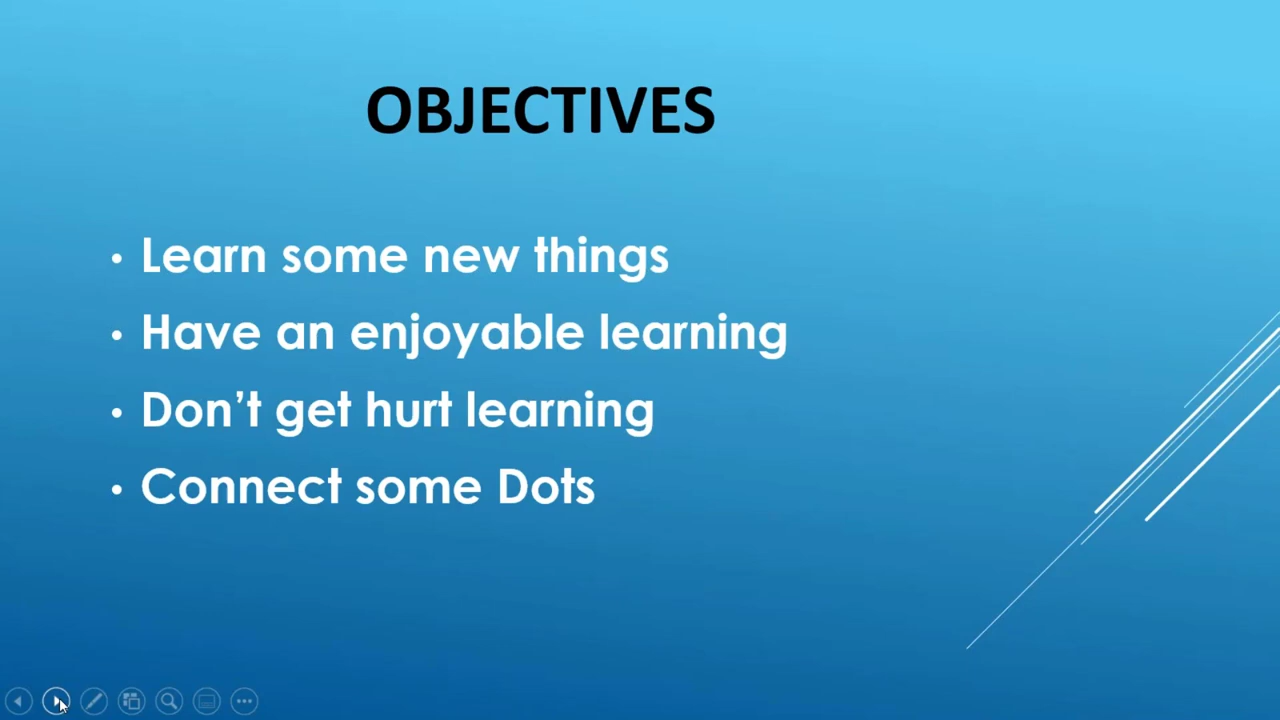 OBJECTIVES
• Learn some new things
• Have an enjoyable learning
• Don’t get hurt learning
• Connect some Dots